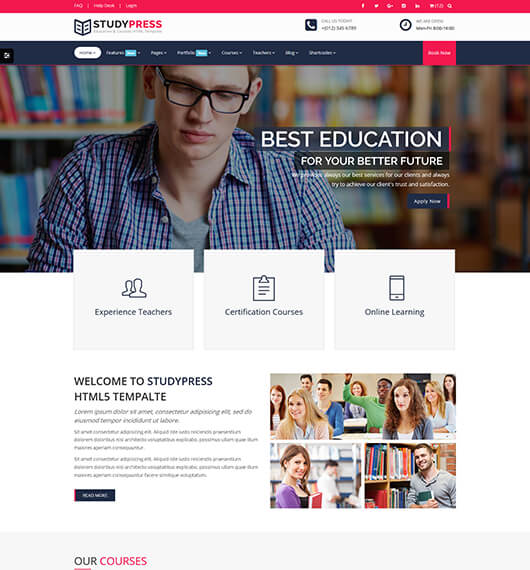 FAQ | Help Desk | Login
(12)
STUDYPRESS
Education & Courses HTML Template
CALL US TODAY!
+(012) 345 6789
WE ARE OPEN!
Mon-Fri 8:00-16:00
Home Features New Pages Portfolio New Courses Teachers Blog Shortcodes Book Now
BEST EDUCATION
FOR YOUR BETTER FUTURE
We provides always our best services for our clients and always
try to achieve our client's trust and satisfaction.
Apply Now
Experience Teachers
Certification Courses
Online Learning
WELCOME TO STUDYPRESS
HTML5 TEMPALTE
Lorem ipsum dolor sit amet, consectetur adipisicing elit, sed do
eiusmod tempor incididunt ut labore.
Sit amet consectetur adipisicing elit. Aliquid iste iusto reiciendis praesentium
dolorem doloribus nisi architecto voluptatibus explicabo, possimus ullam quae illum
maiores aperiam consequuntur.
Sit amet consectetur adipisicing elit. Aliquid iste iusto reiciendis praesentium
dolorem doloribus nisi architecto voluptatibus explicabo, possimus ullam quae illum
maiores aperiam consequuntur facere similique voluptatum.
READ MORE
OUR COURSES